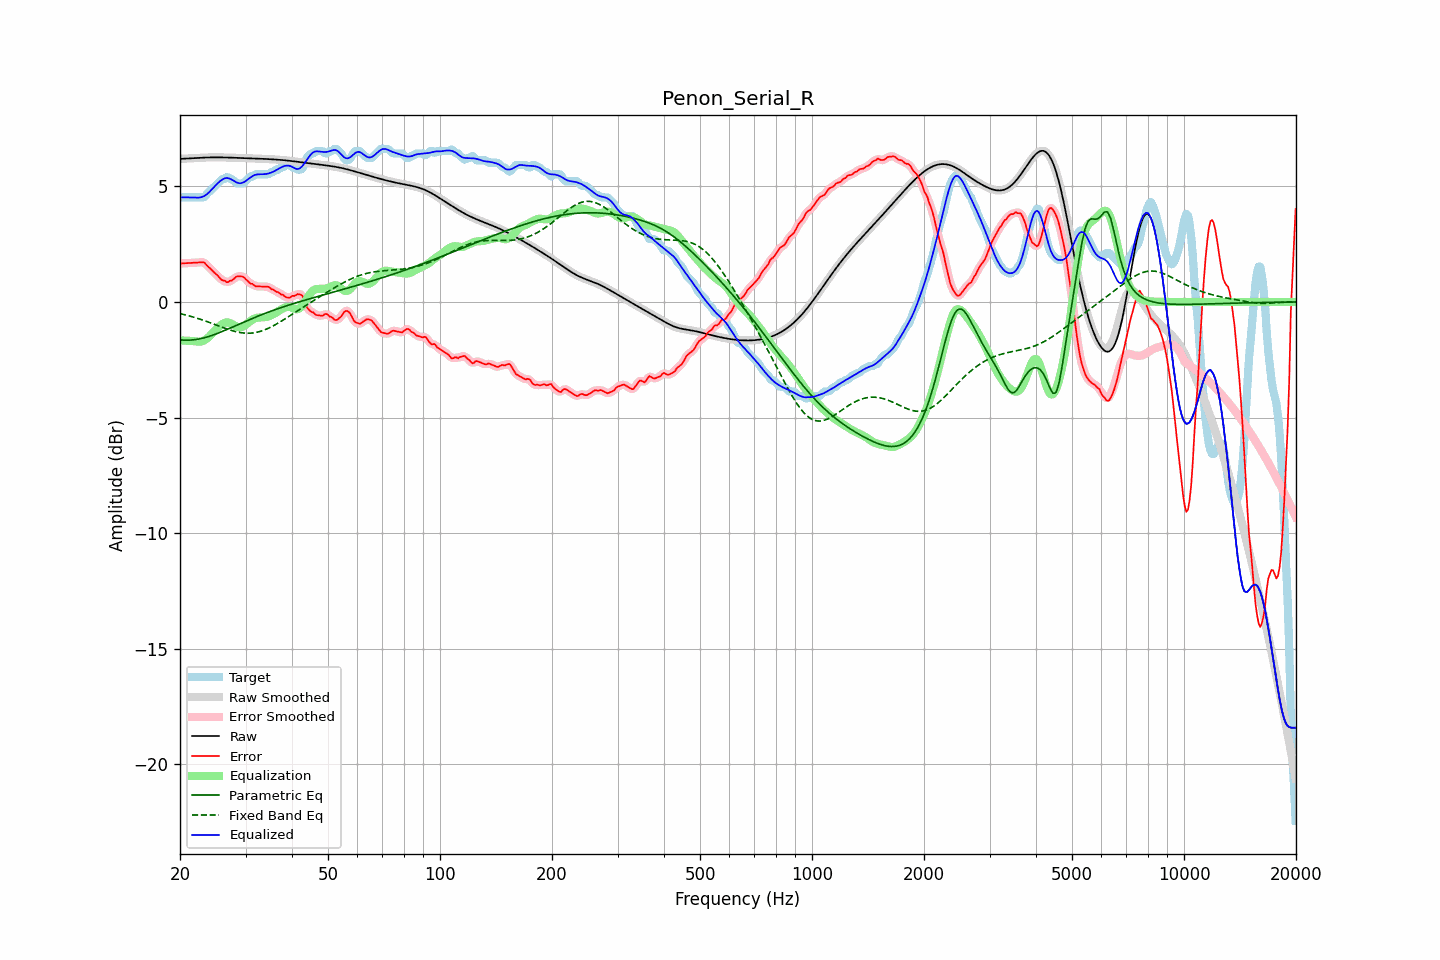 Penon_Serial_R
Amplitude (dBr)
5
0
−5
−10
−15
−20
Target
Raw Smoothed
Error Smoothed
Raw
Error
Equalization
Parametric Eq
Fixed Band Eq
Equalized
20 50 100 200 500 1000 2000 5000 10000 20000
Frequency (Hz)